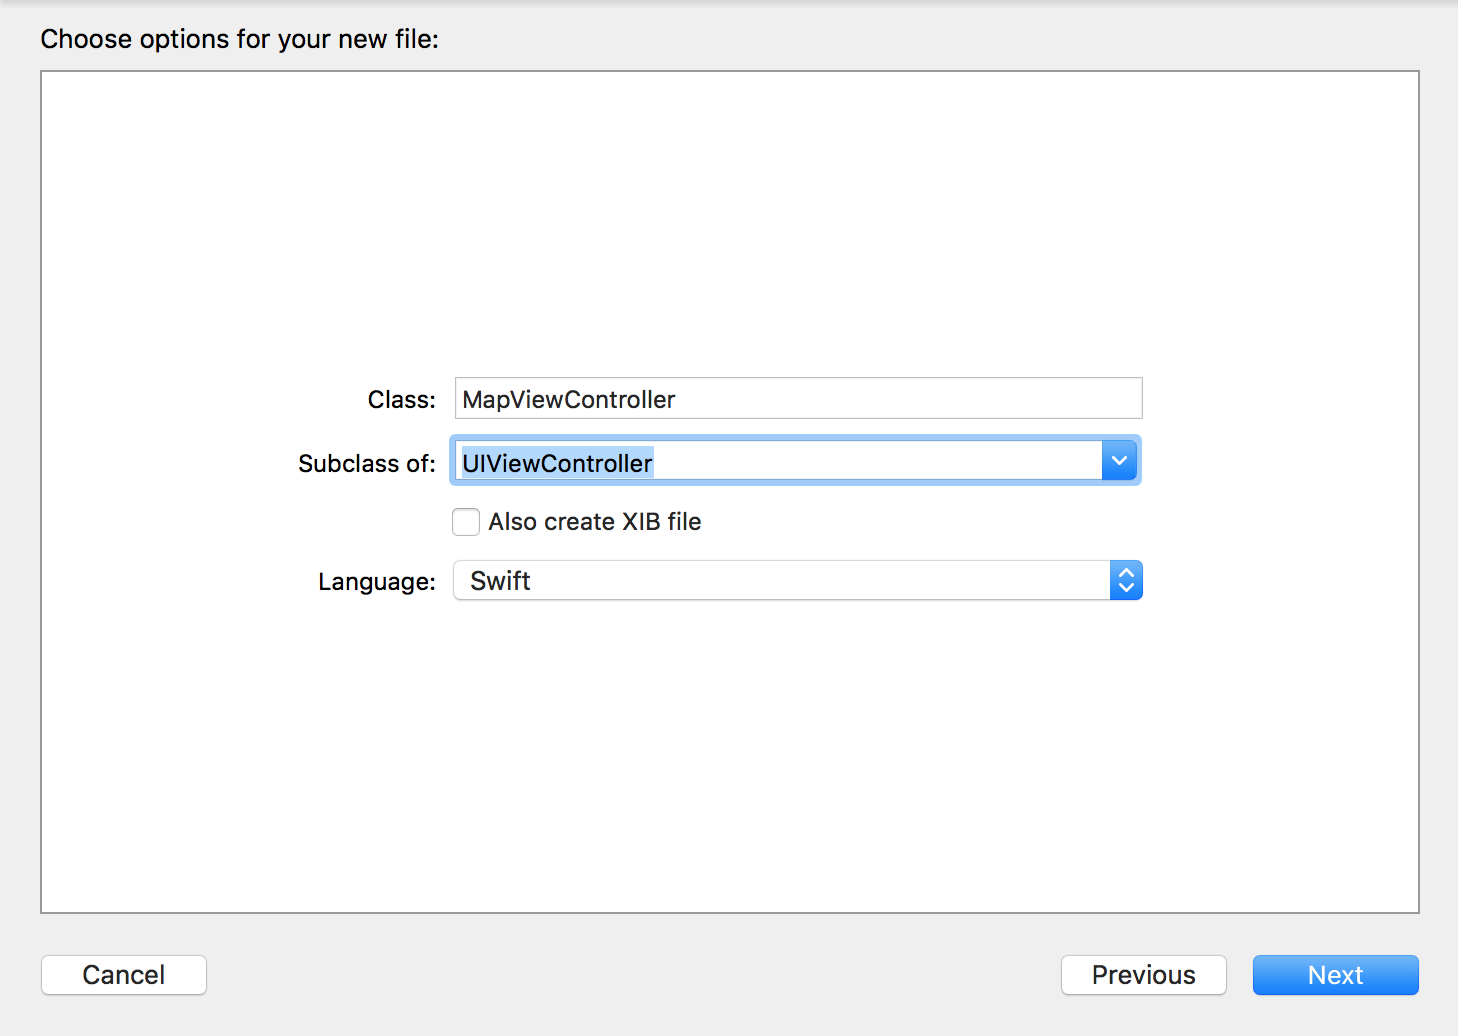 Choose options for your new file:
Class: MapViewController
Subclass of: UIViewController
Also create XIB file
Language: Swift
Cancel Previous Next